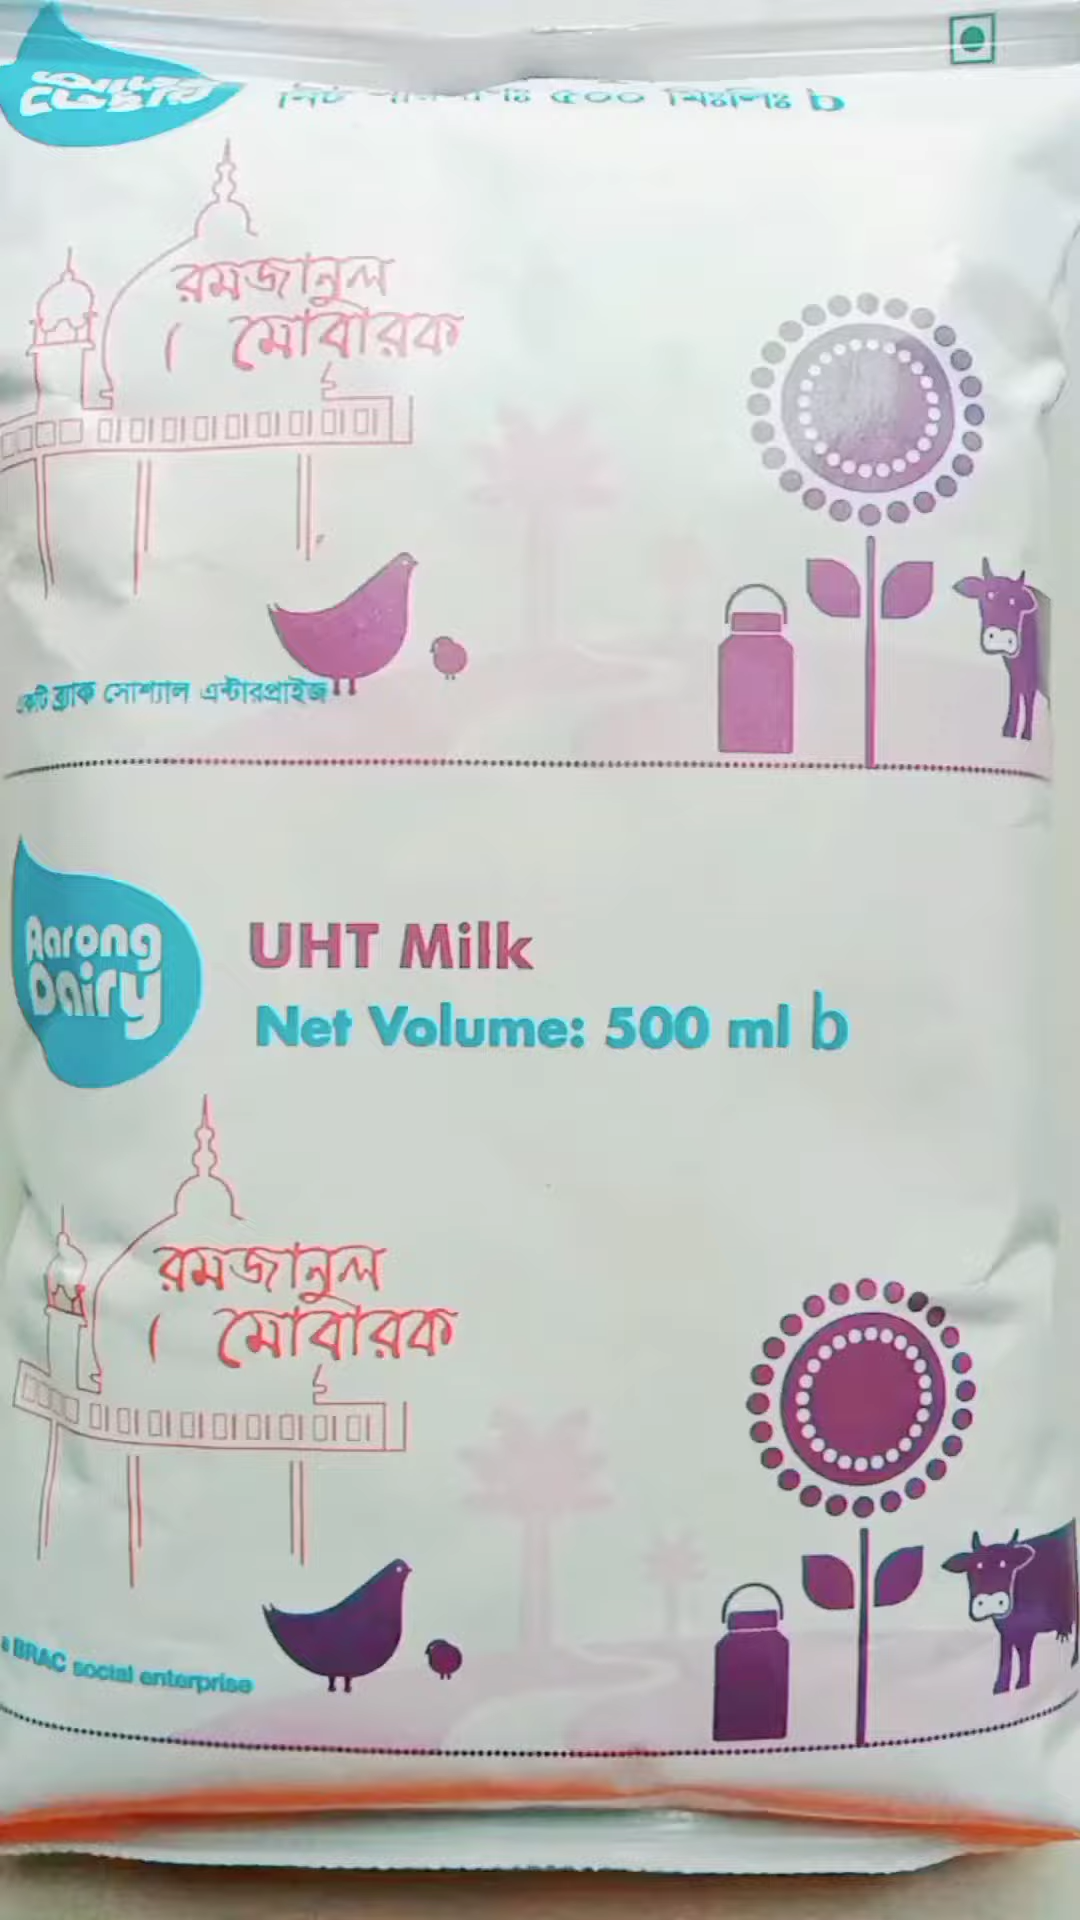 ৫০০ মিঃলিঃ b
রমজানুল
মোবারক
একটি ব্র্যাক সোশ্যাল এন্টারপ্রাইজ
Aarong
Dairy
UHT Milk
Net Volume: 500 ml b
রমজানুল
মোবারক
a BRAC social enterprise